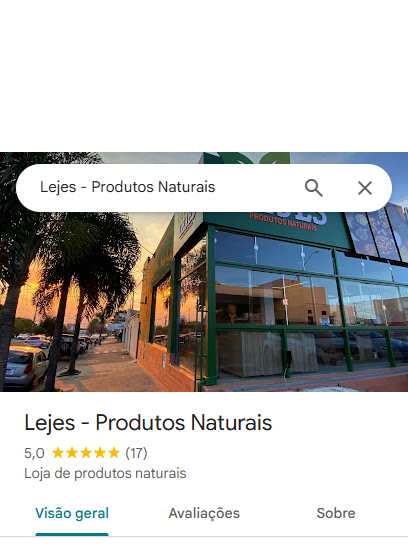 Lejes - Produtos Naturais
PRODUTOS NATURAIS
Lejes - Produtos Naturais
5,0 ★★★★★ (17)
Loja de produtos naturais
Visão geral Avaliações Sobre